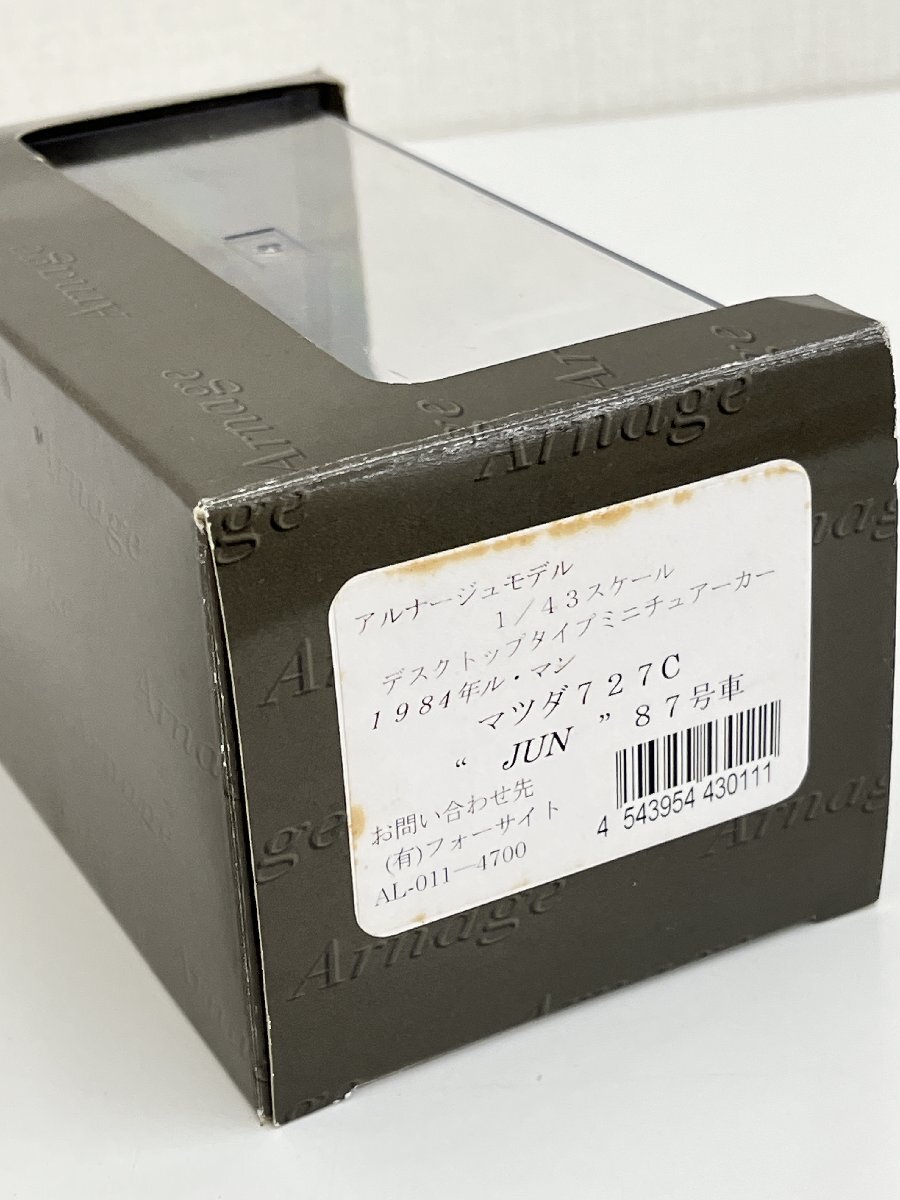 Arnage
アルナージュモデル
1／43スケール
デスクトップタイプミニチュアーカー
1984年ル・マン
マツダ727C
“ JUN ” 87号車
お問い合わせ先
(有)フォーサイト
AL-011—4700
4 543954 430111
Arnage
Arnage
Arnage